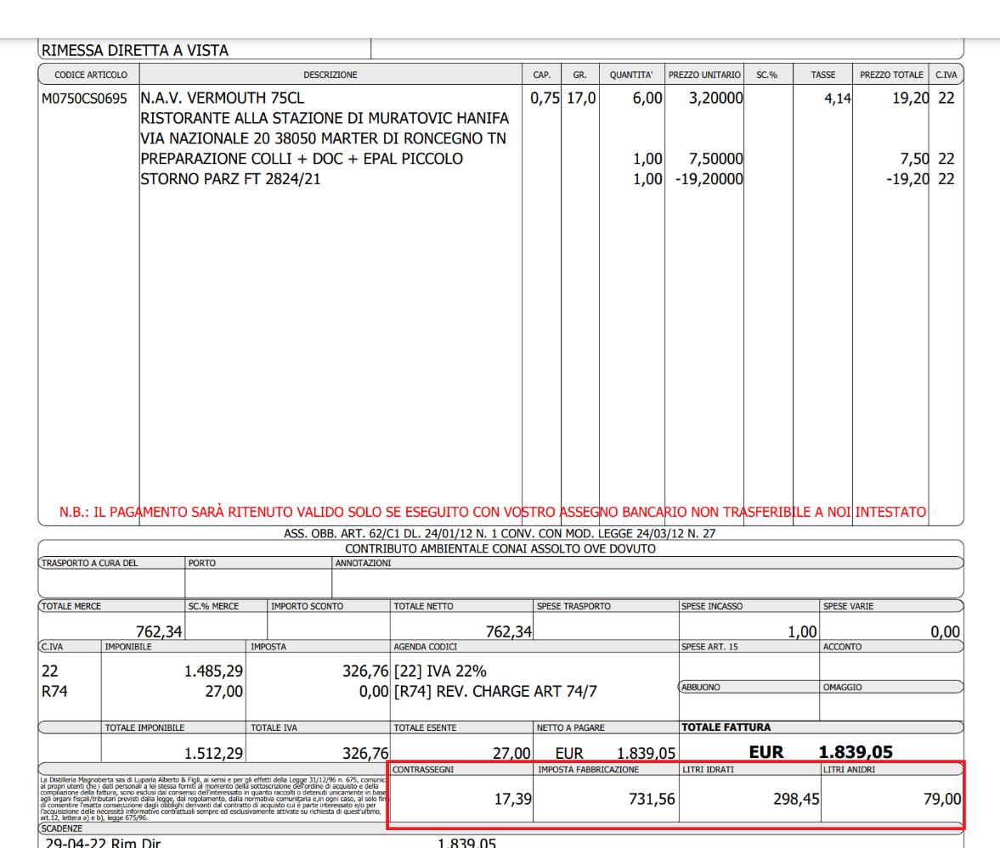 RIMESSA DIRETTA A VISTA
CODICE ARTICOLO DESCRIZIONE CAP. GR. QUANTITA' PREZZO UNITARIO SC.% TASSE PREZZO TOTALE C.IVA
M0750CS0695 N.A.V. VERMOUTH 75CL 0,75 17,0 6,00 3,20000 4,14 19,20 22
RISTORANTE ALLA STAZIONE DI MURATOVIC HANIFA
VIA NAZIONALE 20 38050 MARTER DI RONCEGNO TN
PREPARAZIONE COLLI + DOC + EPAL PICCOLO 1,00 7,50000 7,50 22
STORNO PARZ FT 2824/21 1,00 -19,20000 -19,20 22
N.B.: IL PAGAMENTO SARÀ RITENUTO VALIDO SOLO SE ESEGUITO CON VOSTRO ASSEGNO BANCARIO NON TRASFERIBILE A NOI INTESTATO
ASS. OBB. ART. 62/C1 DL. 24/01/12 N. 1 CONV. CON MOD. LEGGE 24/03/12 N. 27
CONTRIBUTO AMBIENTALE CONAI ASSOLTO OVE DOVUTO
TRASPORTO A CURA DEL PORTO ANNOTAZIONI
TOTALE MERCE SC.% MERCE IMPORTO SCONTO TOTALE NETTO SPESE TRASPORTO SPESE INCASSO SPESE VARIE
762,34 762,34 1,00 0,00
C.IVA IMPONIBILE IMPOSTA AGENDA CODICI SPESE ART. 15 ACCONTO
22 1.485,29 326,76 [22] IVA 22%
R74 27,00 0,00 [R74] REV. CHARGE ART 74/7
ABBUONO OMAGGIO
TOTALE IMPONIBILE TOTALE IVA TOTALE ESENTE NETTO A PAGARE TOTALE FATTURA
1.512,29 326,76 27,00 EUR 1.839,05 EUR 1.839,05
CONTRASSEGNI IMPOSTA FABBRICAZIONE LITRI IDRATI LITRI ANIDRI
17,39 731,56 298,45 79,00
La Distilleria Magnoberta sas di Luparia Alberto & Figli, ai sensi e per gli effetti della Legge 31/12/96 n. 675, comunic
ai propri utenti che i dati personali a lei stessa forniti al momento della sottoscrizione dell'ordine di acquisto e della
compilazione della fattura, sono esclusi dal consenso dell'interessato in quanto raccolti o detenuti unicamente in base
agli organi fiscali/tributari previsti dalla legge, dal regolamento, dalla normativa comunitaria e,in ogni caso, al solo fin
di consentire l'esatta consecuzione dagli obblighi derivanti dal contratto di acquisto cui è parte interessato e/o per
l'acquisizione delle necessità informative contrattuali sempre ed esclusivamente attivate su richiesta di quest'ultimo,
art.12, lettera a) e b), legge 675/96.
SCADENZE
29-04-22 Rim.Dir. 1.839,05